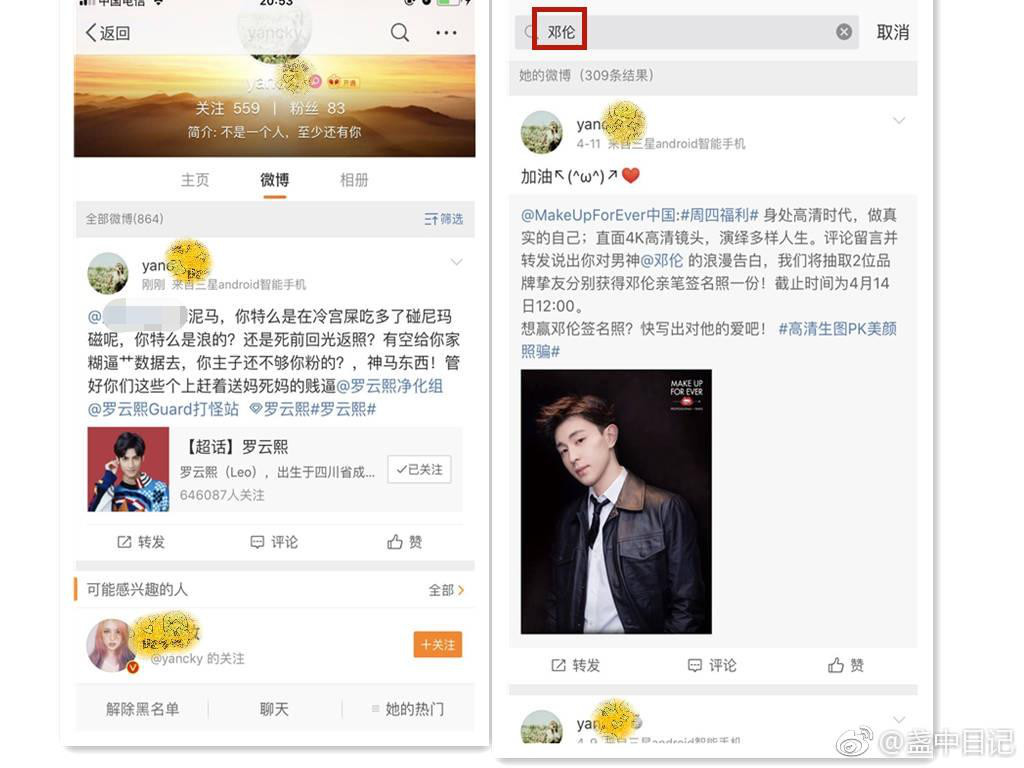 中国电信
20:53
返回
yancky
关注 559 | 粉丝 83
简介: 不是一个人，至少还有你
主页
微博
相册
全部微博(864)
筛选
yanc
刚刚 来自三星android智能手机
@
泥马，你特么是在冷宫屎吃多了碰尼玛
磁呢，你特么是浪的？还是死前回光返照？有空给你家
糊逼艹数据去，你主子还不够你粉的？，神马东西！管
好你们这些个上赶着送妈死妈的贱逼@罗云熙净化组
@罗云熙Guard打怪站 罗云熙#罗云熙#
【超话】罗云熙
罗云熙（Leo），出生于四川省成...
646087人关注
已关注
转发
评论
赞
可能感兴趣的人
全部
@yancky 的关注
+关注
解除黑名单
聊天
她的热门
邓伦
取消
她的微博（309条结果）
yanc
4-11 来自三星android智能手机
加油↖(^ω^)↗
@MakeUpForEver中国:#周四福利# 身处高清时代，做真
实的自己；直面4K高清镜头，演绎多样人生。评论留言并
转发说出你对男神@邓伦 的浪漫告白，我们将抽取2位品
牌挚友分别获得邓伦亲笔签名照一份！截止时间为4月14
日12:00。
想赢邓伦签名照？快写出对他的爱吧！ #高清生图PK美颜
照骗#
MAKE UP
FOR EVER
转发
评论
赞
yan
4-9 来自三星android智能手机
@盏中日记